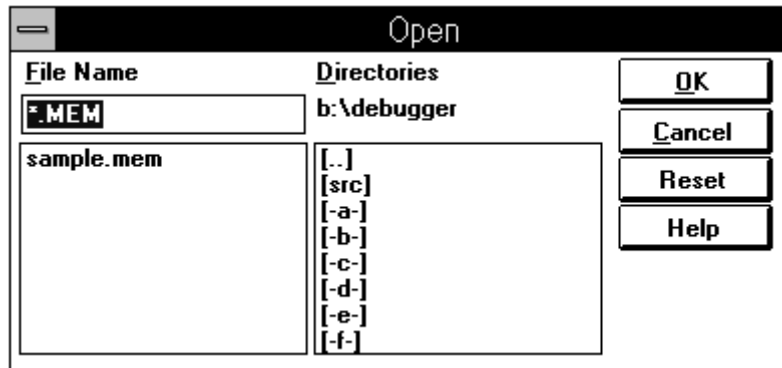 Open
File Name
*.MEM
sample.mem
Directories
b:\debugger
[..]
[src]
[-a-]
[-b-]
[-c-]
[-d-]
[-e-]
[-f-]
OK
Cancel
Reset
Help